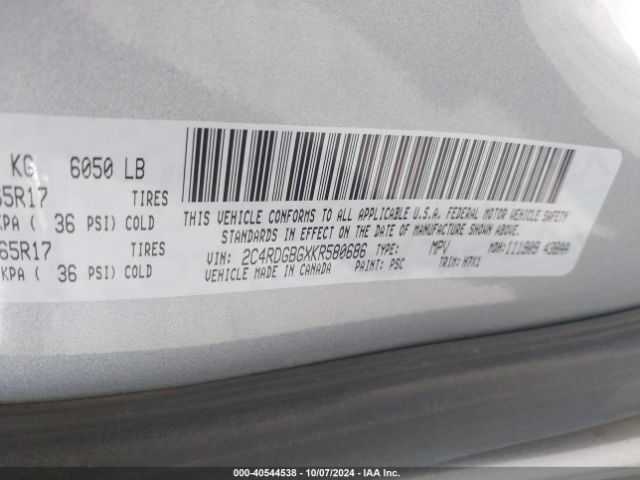 KG 6050 LB
65R17 TIRES
KPA ( 36 PSI) COLD
65R17 TIRES
KPA ( 36 PSI) COLD
THIS VEHICLE CONFORMS TO ALL APPLICABLE U.S.A. FEDERAL MOTOR VEHICLE SAFETY
STANDARDS IN EFFECT ON THE DATE OF MANUFACTURE SHOWN ABOVE
VIN: 2C4RDGBGXKR580686 TYPE: MPV MDH:
VEHICLE MADE IN CANADA PAINT: PSC TRIM:
000-40544538 - 10/07/2024 - IAA Inc.